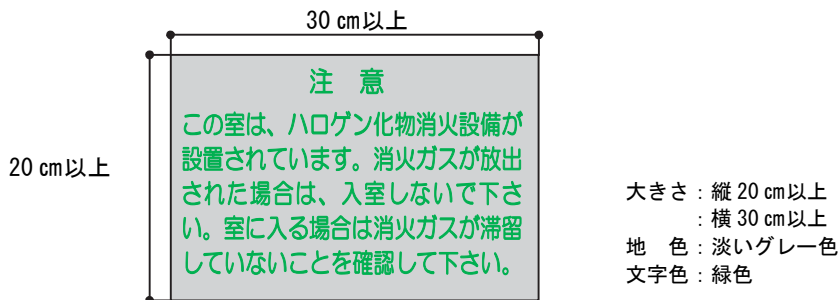 30 cm以上
注　意
この室は、ハロゲン化物消火設備が
設置されています。消火ガスが放出
された場合は、入室しないで下さ
い。室に入る場合は消火ガスが滞留
していないことを確認して下さい。
20 cm以上
大きさ：縦 20 cm以上
：横 30 cm以上
地　色：淡いグレー色
文字色：緑色